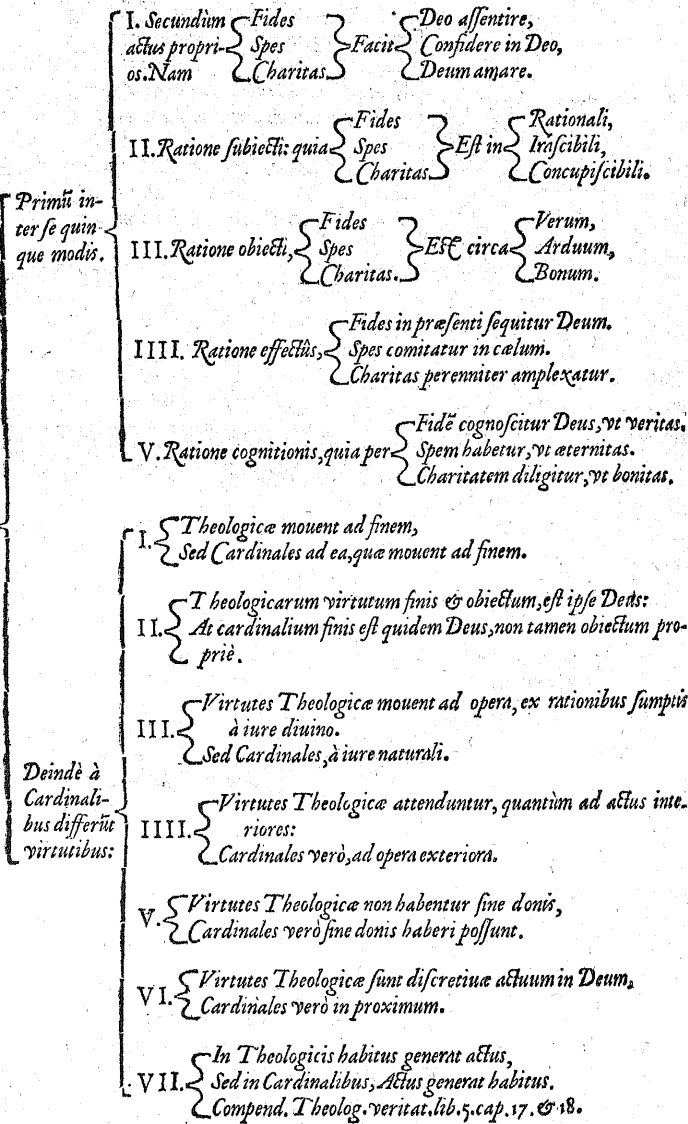 I. Secundùm
actus propri-
os. Nam
Fides
Spes
Charitas
Facit
Deo aſſentire,
Confidere in Deo,
Deum amare.
II. Ratione ſubiecti: quia
Fides
Spes
Charitas
Eſt in
Rationali,
Iraſcibili,
Concupiſcibili.
Primũ in-
ter ſe quin-
que modis.
III. Ratione obiecti,
Fides
Spes
Charitas.
Eſt circa
Verum,
Arduum,
Bonum.
IIII. Ratione effectûs,
Fides in præſenti ſequitur Deum.
Spes comitatur in cælum.
Charitas perenniter amplexatur.
V. Ratione cognitionis, quia per
Fidẽ cognoſcitur Deus, vt veritas.
Spem habetur, vt æternitas.
Charitatem diligitur, vt bonitas.
I.
Theologicæ mouent ad finem,
Sed Cardinales ad ea, quæ mouent ad finem.
II.
Theologicarum virtutum finis & obiectum, eſt ipſe Deus:
At cardinalium finis eſt quidem Deus, non tamen obiectum pro-
priè.
III.
Virtutes Theologicæ mouent ad opera, ex rationibus ſumptis
à iure diuino.
Sed Cardinales, à iure naturali.
Deindè à
Cardinali-
bus differũt
virtutibus:
IIII.
Virtutes Theologicæ attenduntur, quantùm ad actus inte-
riores:
Cardinales verò, ad opera exteriora.
V.
Virtutes Theologicæ non habentur ſine donis,
Cardinales verò ſine donis haberi poſſunt.
VI.
Virtutes Theologicæ ſunt diſcretiuæ actuum in Deum,
Cardinales verò in proximum.
VII.
In Theologicis habitus generat actus,
Sed in Cardinalibus, Actus generat habitus.
Compend. Theolog. veritat. lib. 5. cap. 17. & 18.